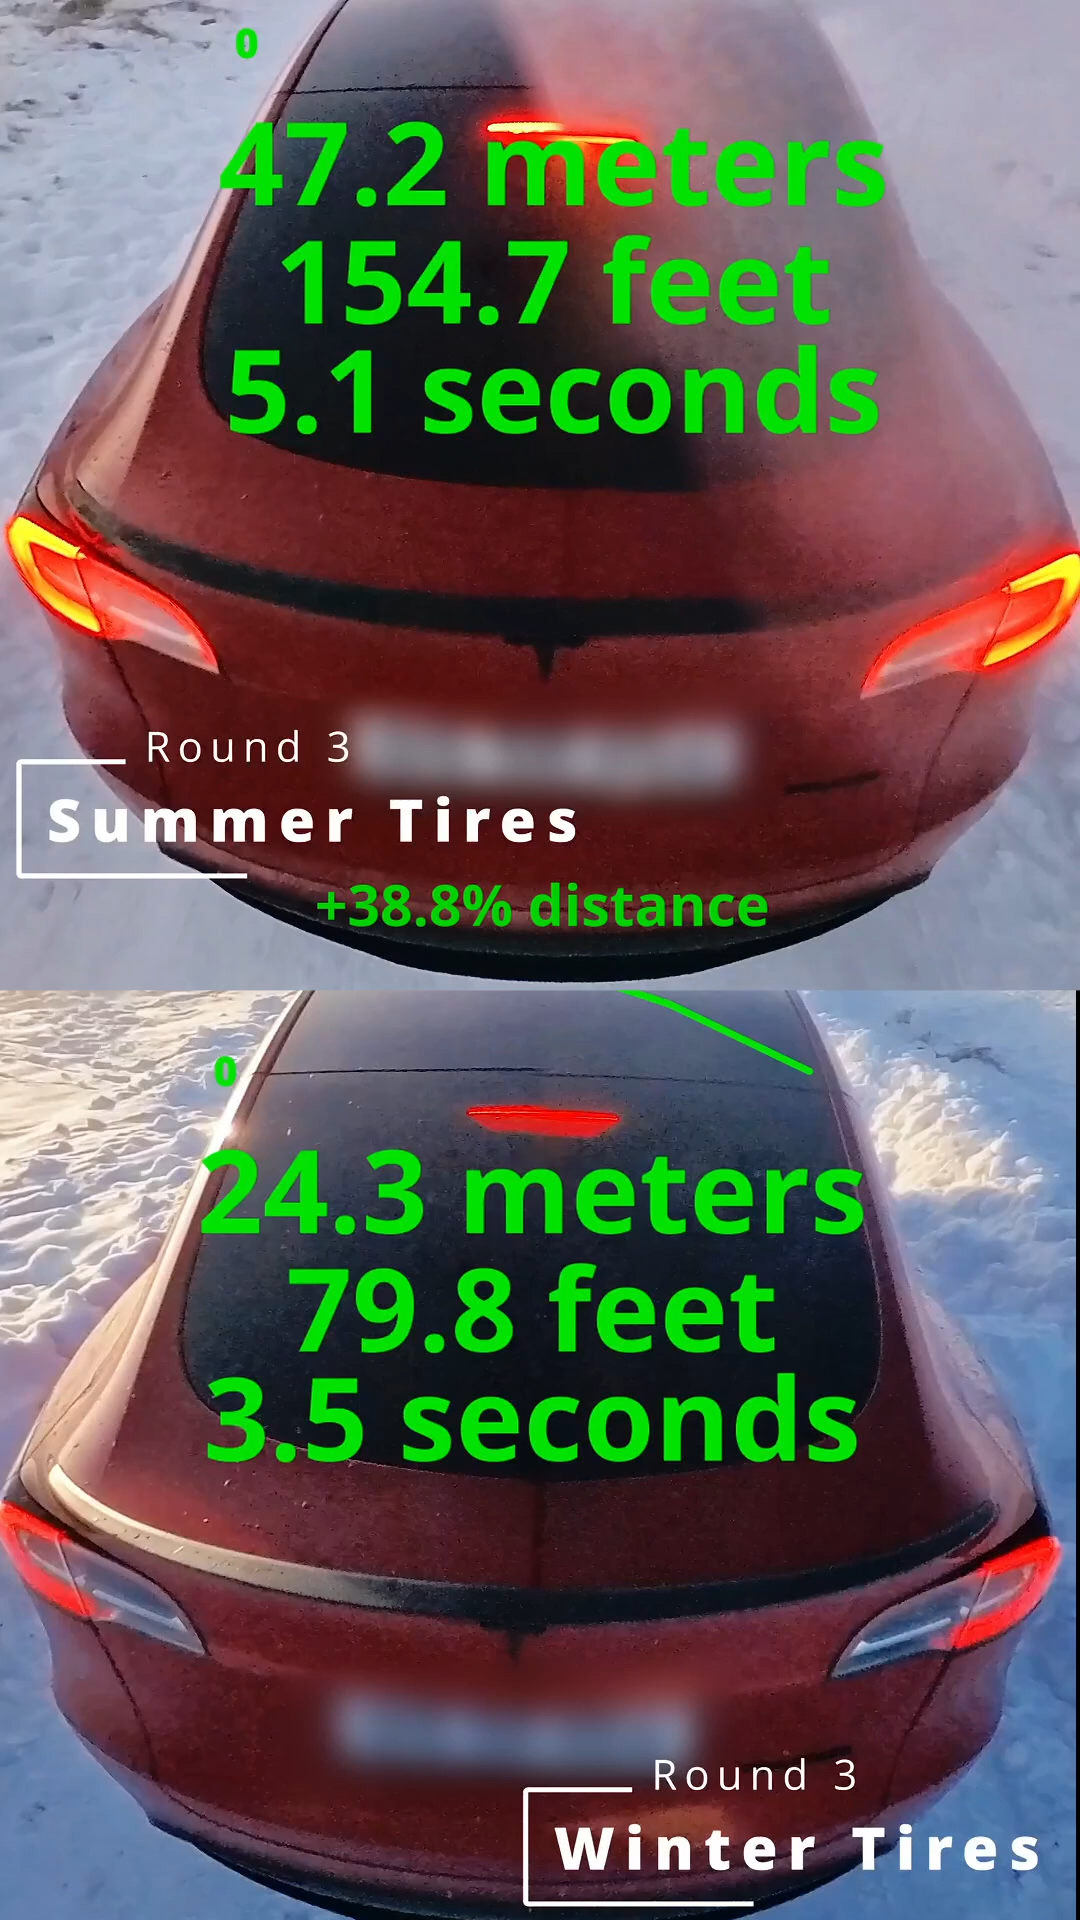 0
47.2 meters
154.7 feet
5.1 seconds
Round 3
Summer Tires
+38.8% distance
0
24.3 meters
79.8 feet
3.5 seconds
Round 3
Winter Tires